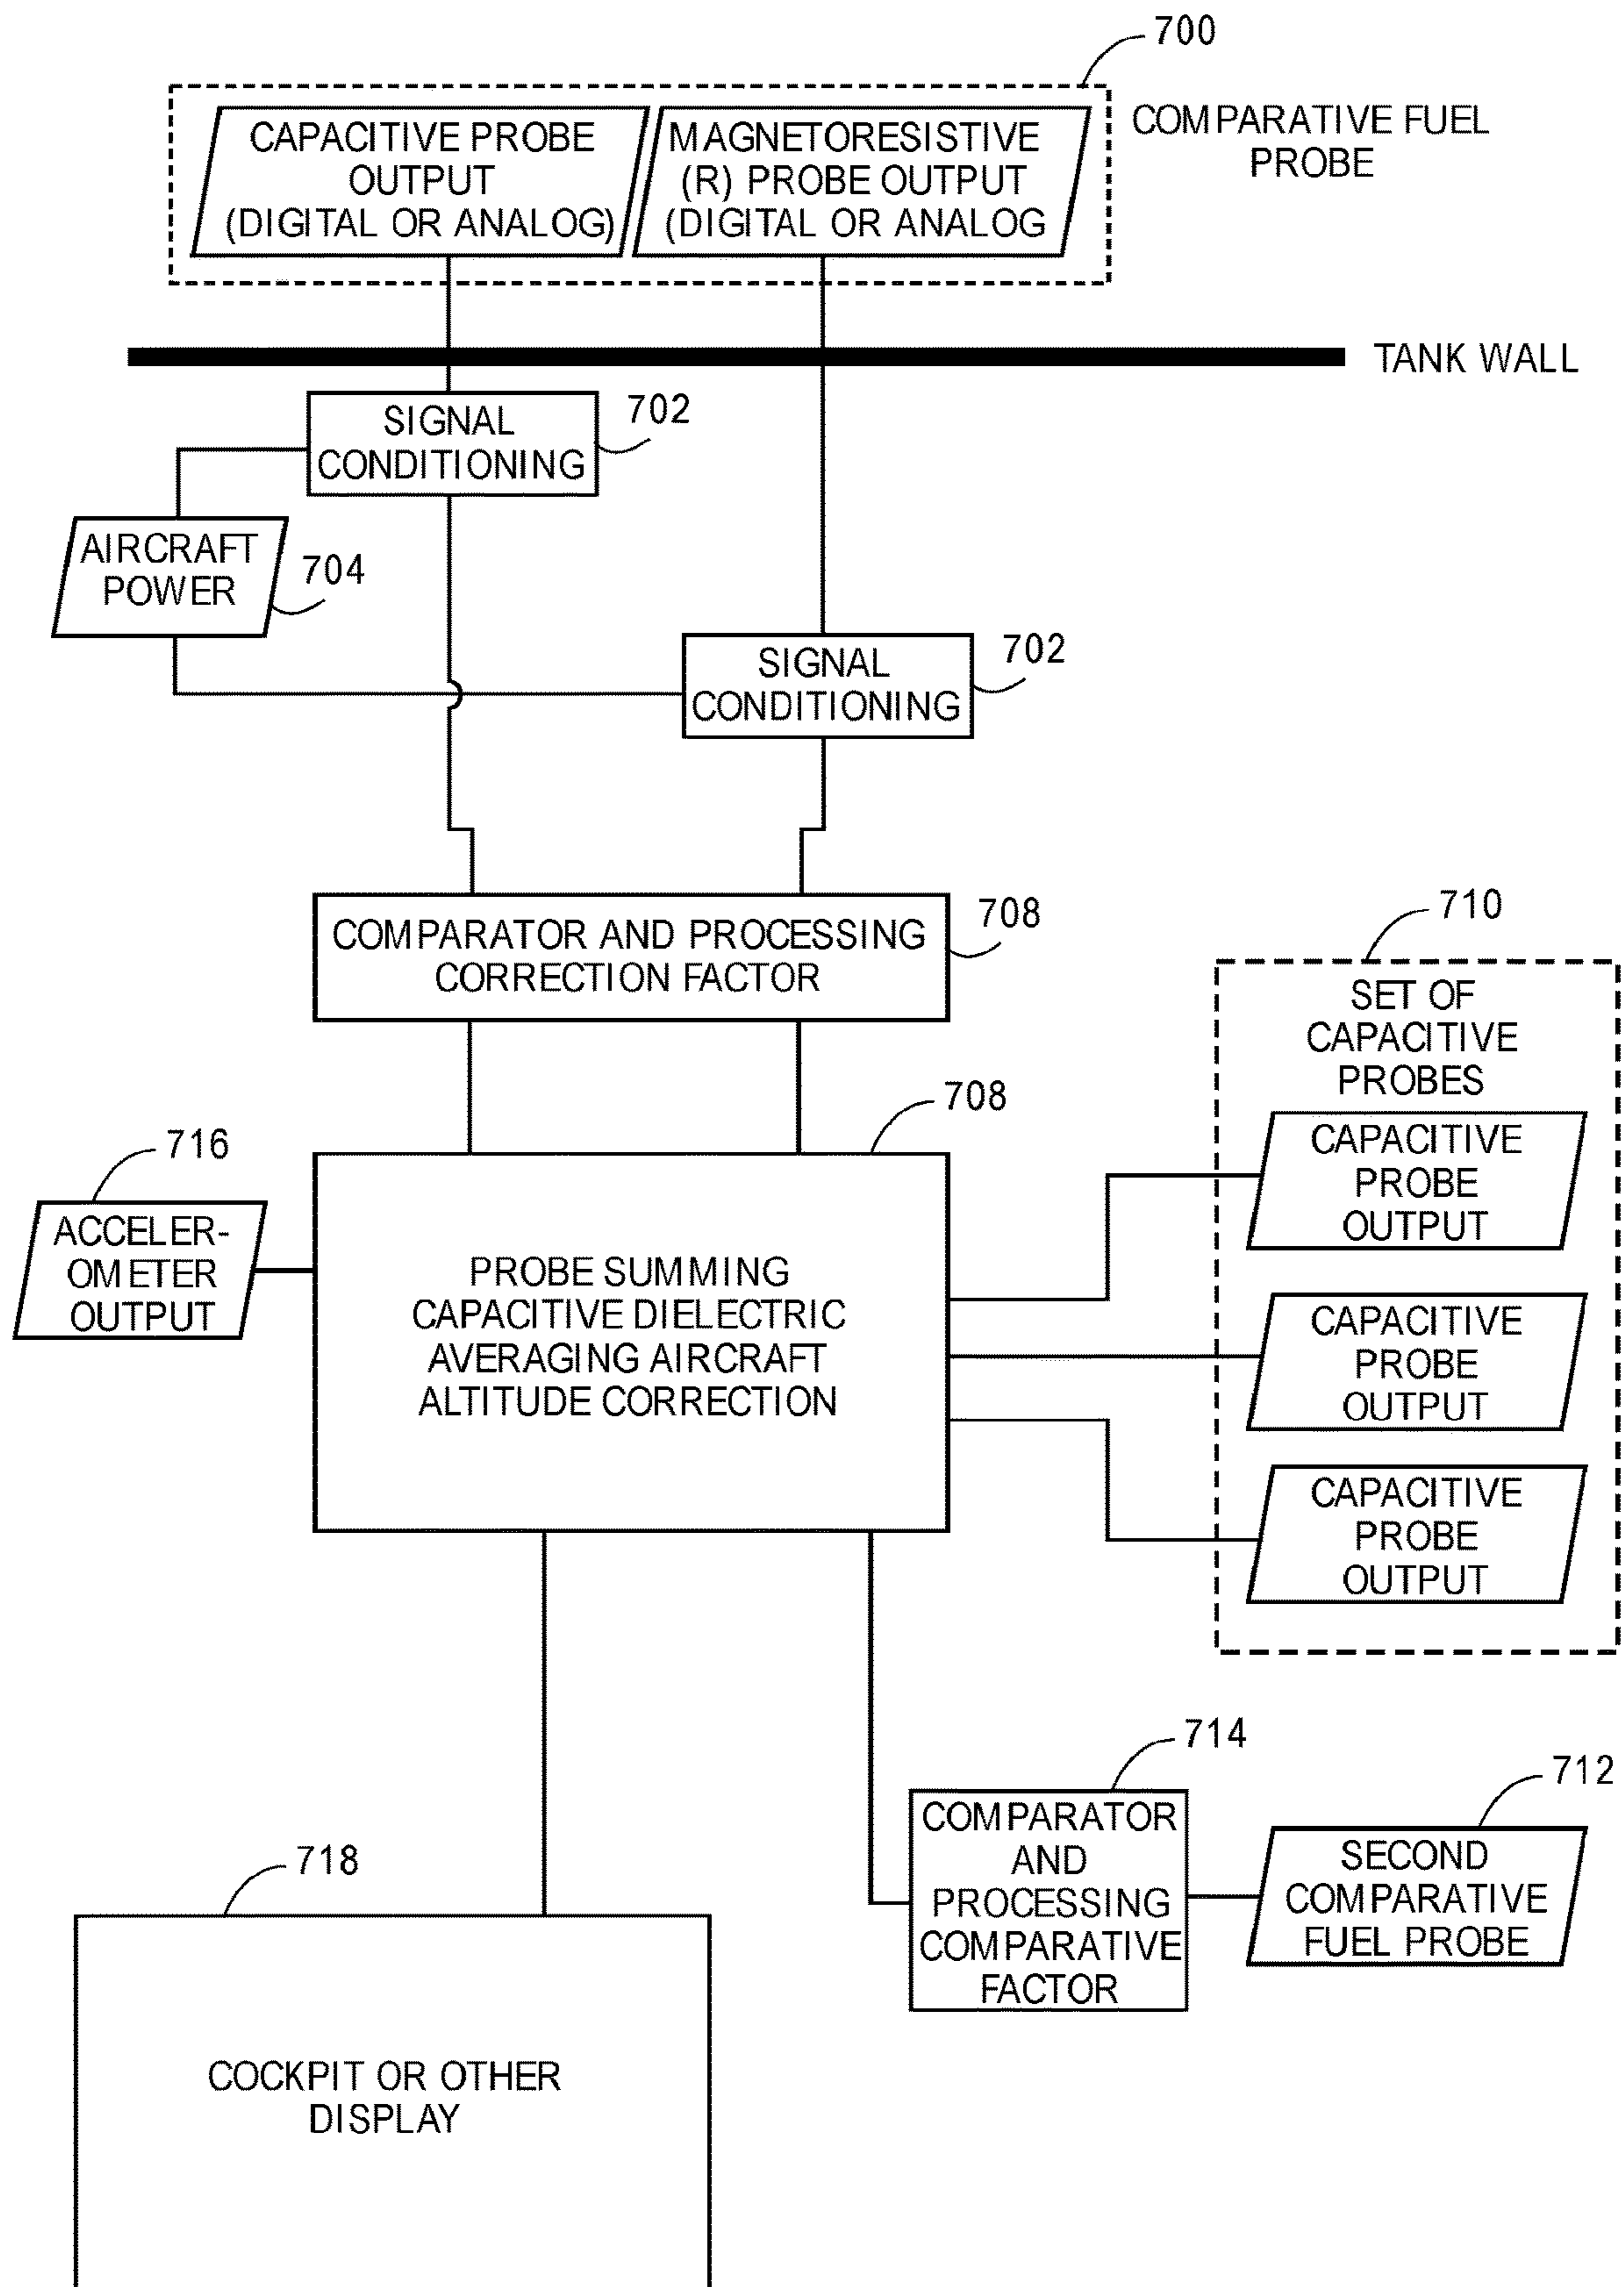 700
CAPACITIVE PROBE
OUTPUT
(DIGITAL OR ANALOG)
MAGNETORESISTIVE
(R) PROBE OUTPUT
(DIGITAL OR ANALOG
COMPARATIVE FUEL
PROBE
TANK WALL
SIGNAL
CONDITIONING
702
AIRCRAFT
POWER
704
SIGNAL
CONDITIONING
702
COMPARATOR AND PROCESSING
CORRECTION FACTOR
708
710
SET OF
CAPACITIVE
PROBES
CAPACITIVE
PROBE
OUTPUT
CAPACITIVE
PROBE
OUTPUT
CAPACITIVE
PROBE
OUTPUT
708
716
ACCELER-
OMETER
OUTPUT
PROBE SUMMING
CAPACITIVE DIELECTRIC
AVERAGING AIRCRAFT
ALTITUDE CORRECTION
714
COMPARATOR
AND
PROCESSING
COMPARATIVE
FACTOR
712
SECOND
COMPARATIVE
FUEL PROBE
718
COCKPIT OR OTHER
DISPLAY